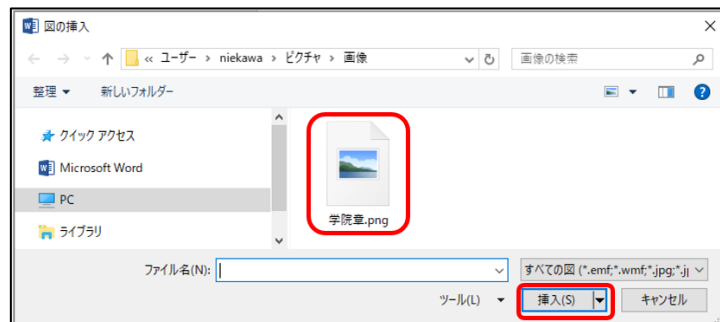 図の挿入
« ユーザー › niekawa › ピクチャ › 画像
画像の検索
整理 新しいフォルダー
クイック アクセス
Microsoft Word
PC
ライブラリ
学院章.png
ファイル名(N):
すべての図 (*.emf;*.wmf;*.jpg;*.j
ツール(L) 挿入(S) キャンセル